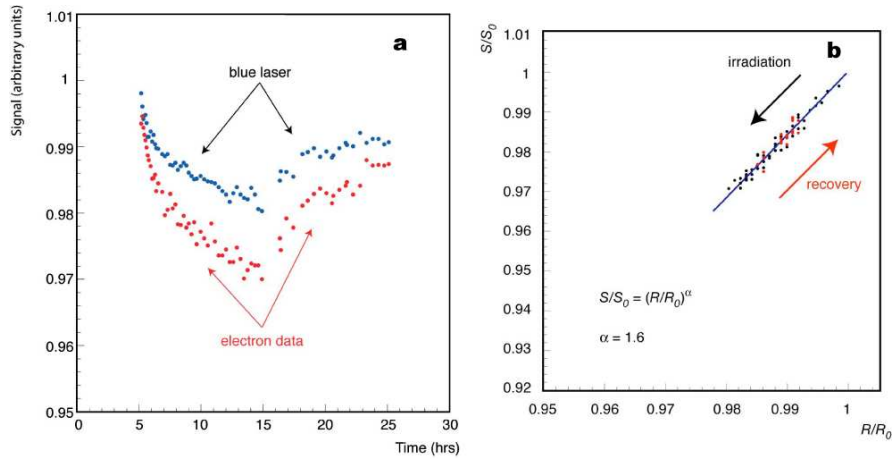 Signal (arbitrary units)
1.01
1
0.99
0.98
0.97
0.96
0.95
0
5
10
15
20
25
30
Time (hrs)
a
blue laser
electron data
S/S0
1.01
1
0.99
0.98
0.97
0.96
0.95
0.94
0.93
0.92
0.95
0.96
0.97
0.98
0.99
1
R/R0
b
irradiation
recovery
S/S0 = (R/R0)α
α = 1.6